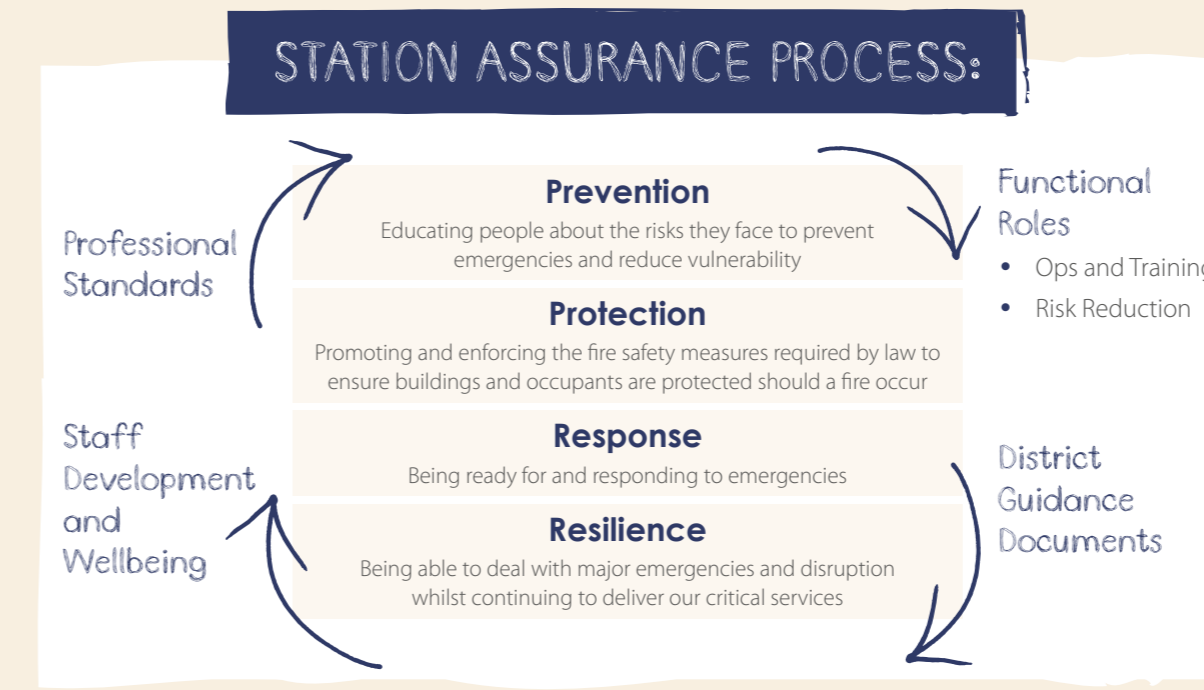 STATION ASSURANCE PROCESS:
Professional
Standards
Prevention
Educating people about the risks they face to prevent
emergencies and reduce vulnerability
Protection
Promoting and enforcing the fire safety measures required by law to
ensure buildings and occupants are protected should a fire occur
Functional
Roles
• Ops and Training
• Risk Reduction
Staff
Development
and
Wellbeing
Response
Being ready for and responding to emergencies
Resilience
Being able to deal with major emergencies and disruption
whilst continuing to deliver our critical services
District
Guidance
Documents